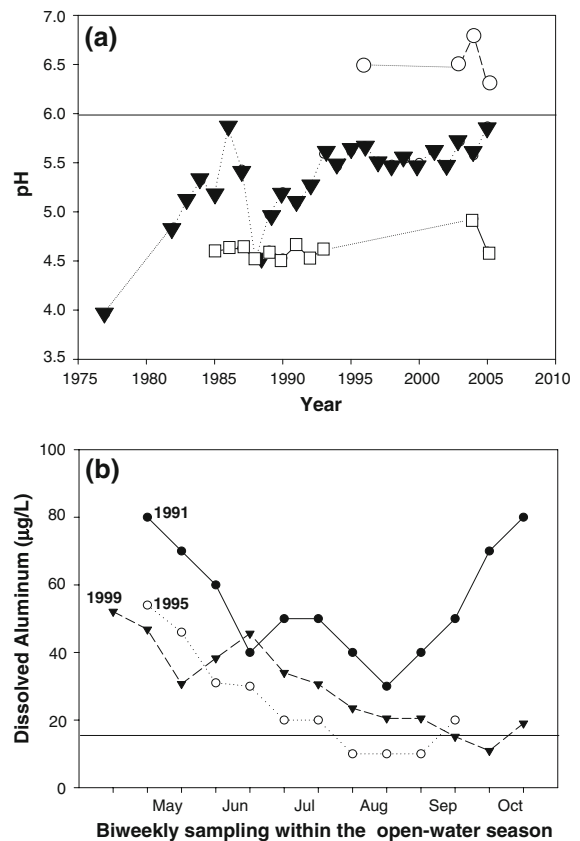 (a)
7.0
6.5
6.0
5.5
5.0
4.5
4.0
3.5
pH
1975 1980 1985 1990 1995 2000 2005 2010
Year
(b)
100
80
60
40
20
0
Dissolved Aluminum (µg/L)
1991
1999
1995
May Jun Jul Aug Sep Oct
Biweekly sampling within the open-water season